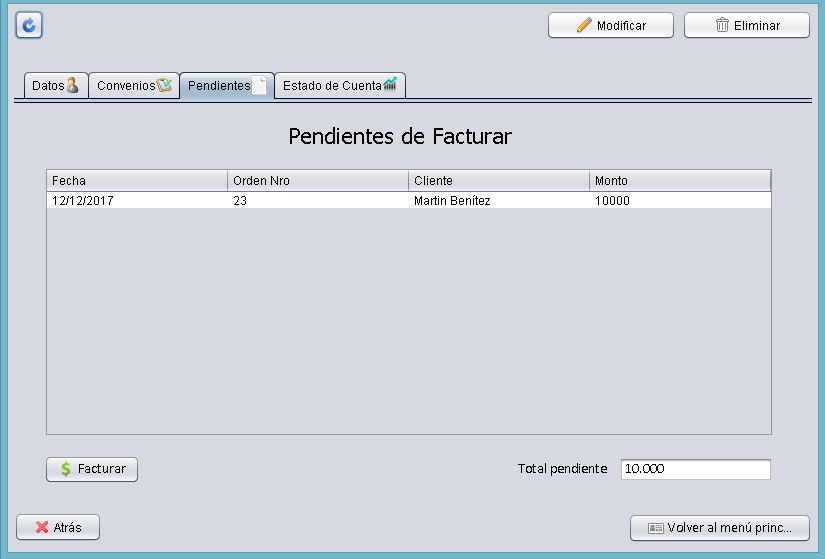 Modificar Eliminar
Datos Convenios Pendientes Estado de Cuenta
Pendientes de Facturar
Fecha Orden Nro Cliente Monto
12/12/2017 23 Martin Benítez 10000
Facturar Total pendiente 10.000
Atrás Volver al menú princ...